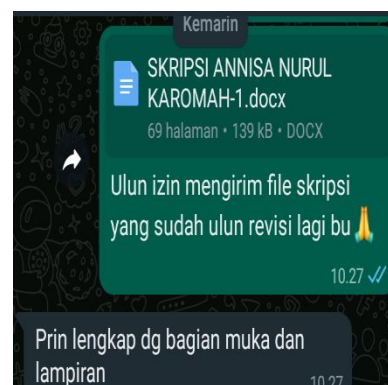 Kemarin
SKRIPSI ANNISA NURUL
KAROMAH-1.docx
69 halaman • 139 kB • DOCX
Ulun izin mengirim file skripsi
yang sudah ulun revisi lagi bu🙏
10.27
Prin lengkap dg bagian muka dan
lampiran
10.27